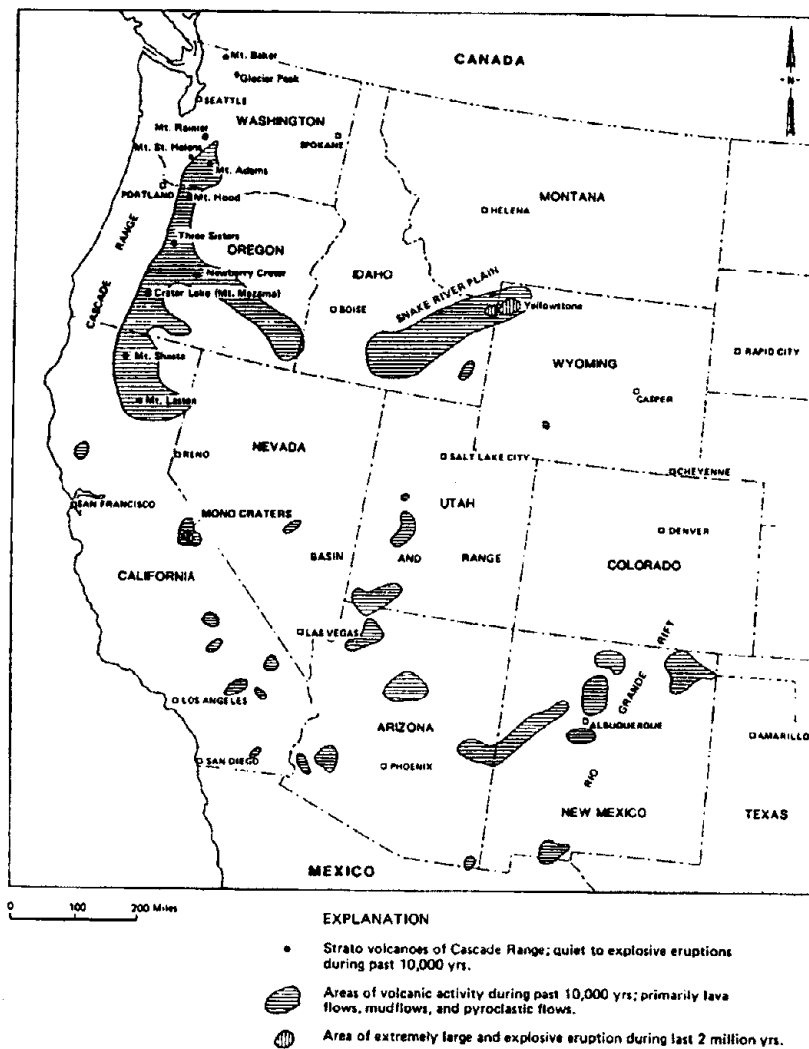 Mt. Baker
CANADA
Glacier Peak
- N -
SEATTLE
WASHINGTON
Mt. Rainier
SPOKANE
Mt. St. Helens
Mt. Adams
PORTLAND
Mt. Hood
MONTANA
HELENA
CASCADE RANGE
Three Sisters
OREGON
IDAHO
Newberry Crater
SNAKE RIVER PLAIN
Crater Lake (Mt. Mazama)
BOISE
Yellowstone
Mt. Shasta
WYOMING
RAPID CITY
CASPER
Mt. Lassen
NEVADA
RENO
SALT LAKE CITY
CHEYENNE
SAN FRANCISCO
UTAH
MONO CRATERS
DENVER
BASIN AND RANGE
COLORADO
CALIFORNIA
LAS VEGAS
RIO GRANDE RIFT
LOS ANGELES
ARIZONA
ALBUQUERQUE
AMARILLO
SAN DIEGO
PHOENIX
NEW MEXICO
TEXAS
MEXICO
0 100 200 Miles
EXPLANATION
Strato volcanoes of Cascade Range; quiet to explosive eruptions
during past 10,000 yrs.
Areas of volcanic activity during past 10,000 yrs; primarily lava
flows, mudflows, and pyroclastic flows.
Area of extremely large and explosive eruption during last 2 million yrs.